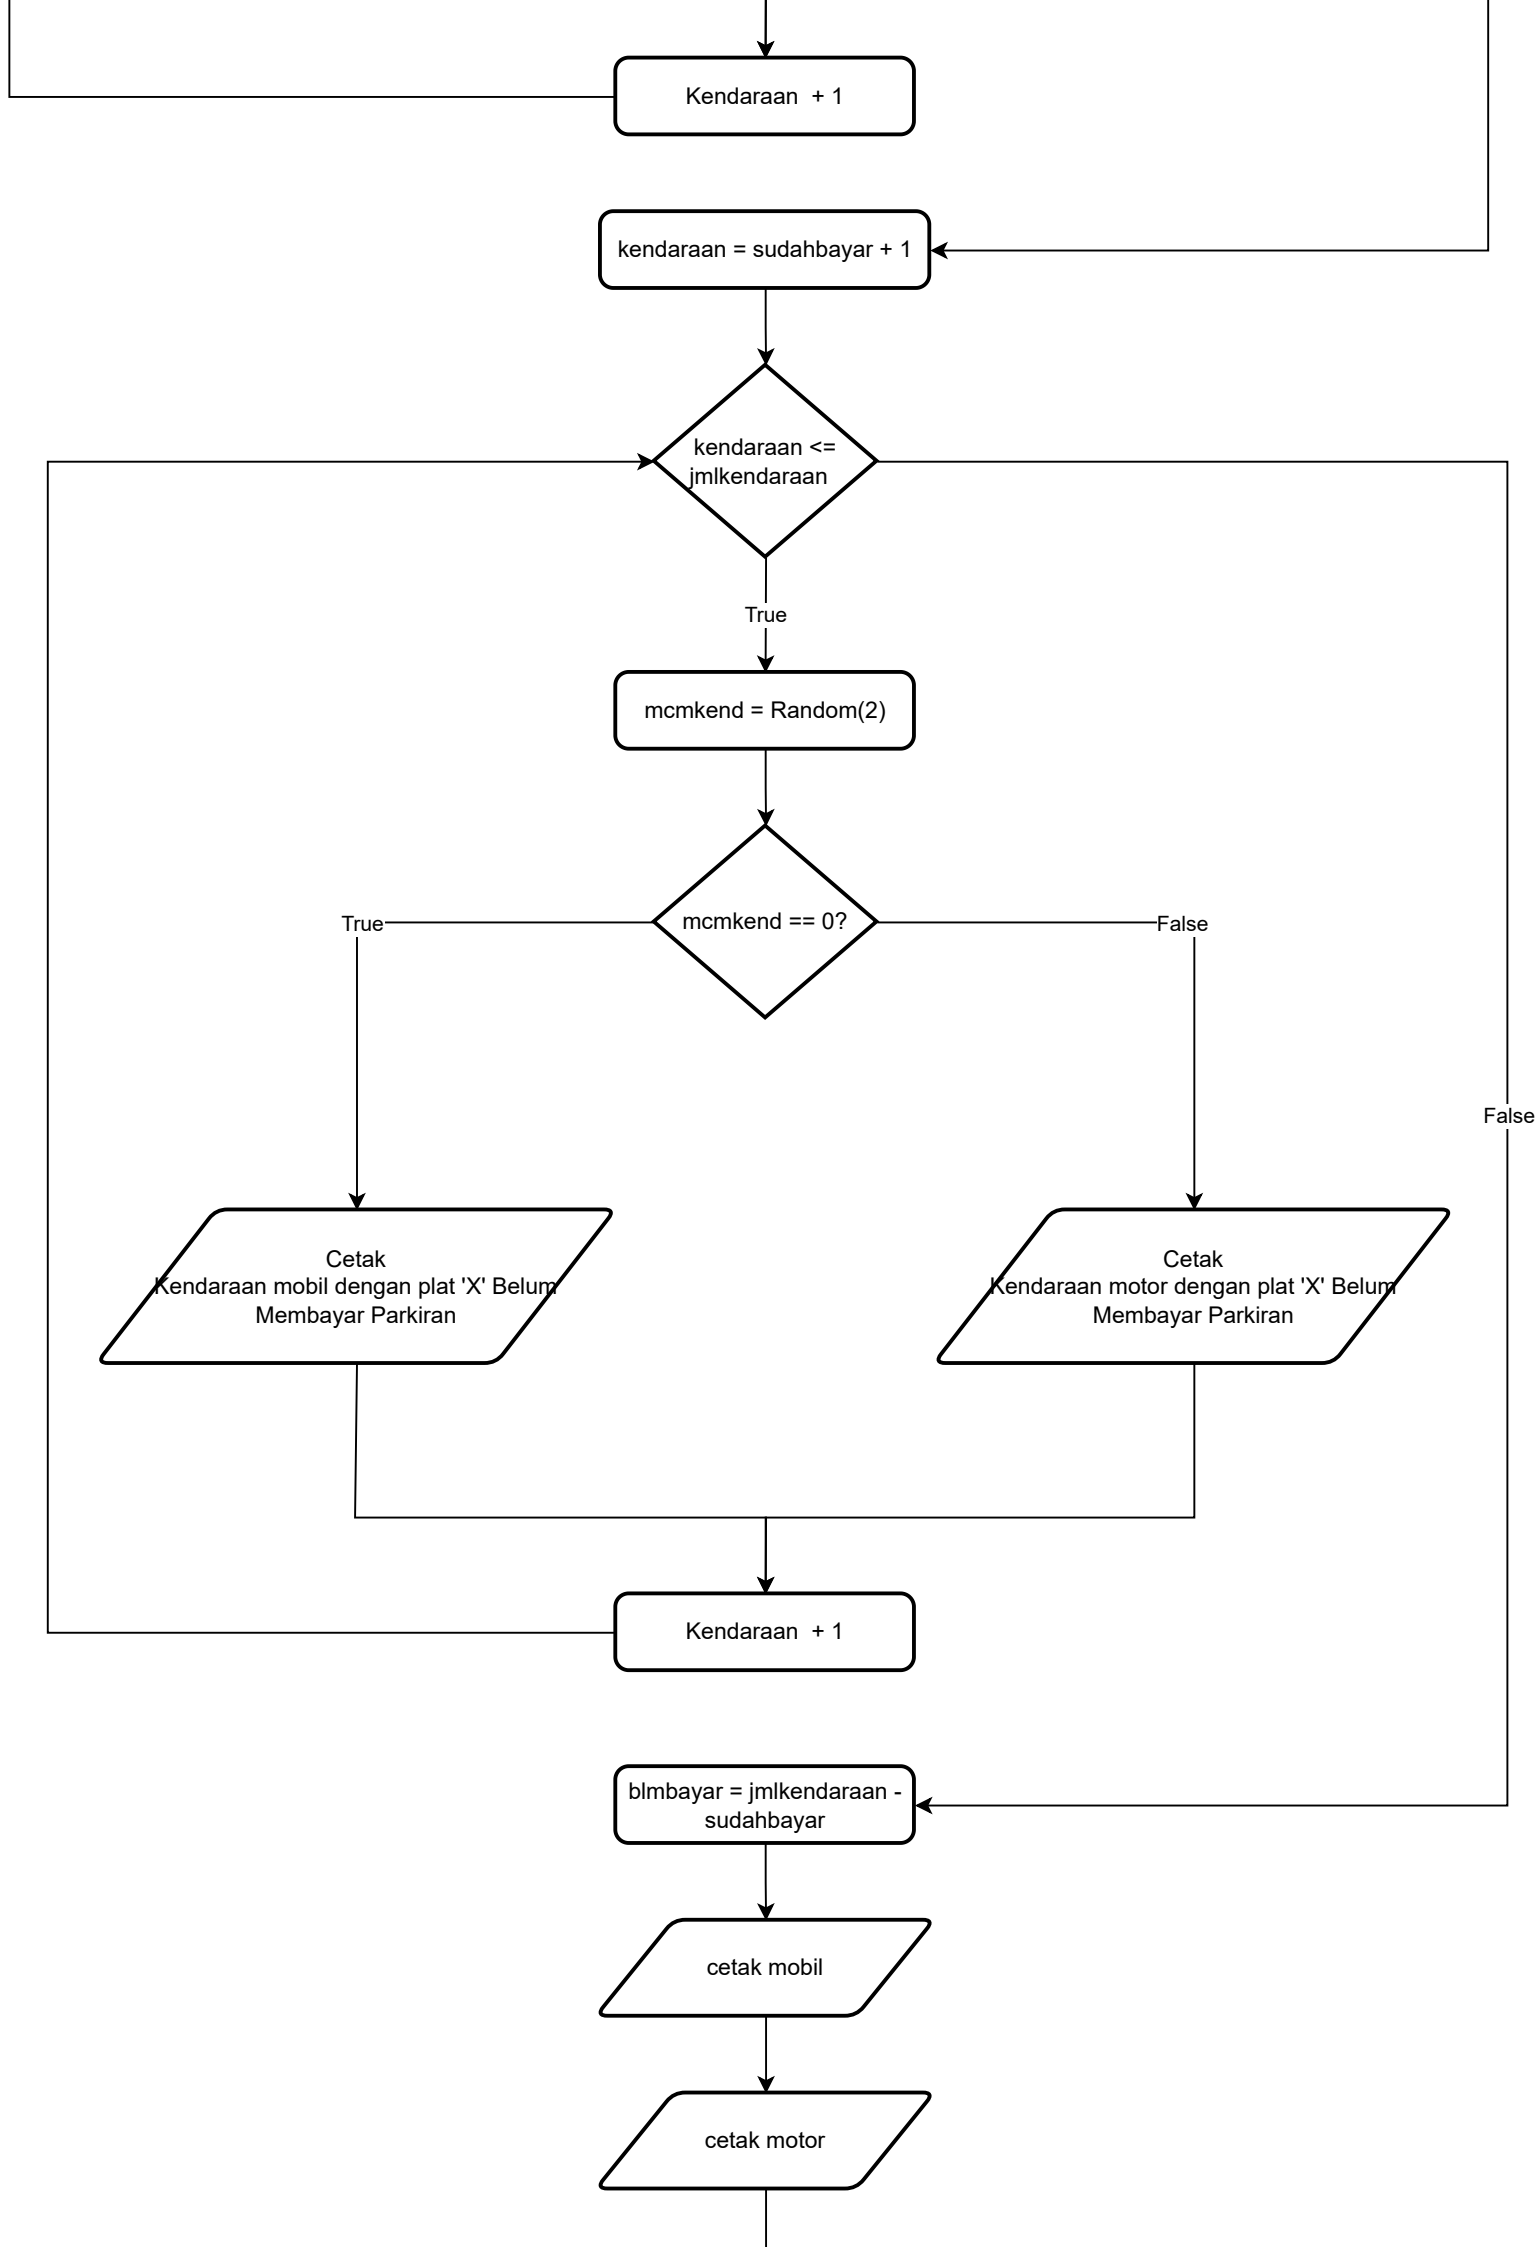 Kendaraan  + 1
kendaraan = sudahbayar + 1
kendaraan <=
jmlkendaraan
True
mcmkend = Random(2)
mcmkend == 0?
True
False
False
Cetak
Kendaraan mobil dengan plat 'X' Belum
Membayar Parkiran
Cetak
Kendaraan motor dengan plat 'X' Belum
Membayar Parkiran
Kendaraan  + 1
blmbayar = jmlkendaraan -
sudahbayar
cetak mobil
cetak motor